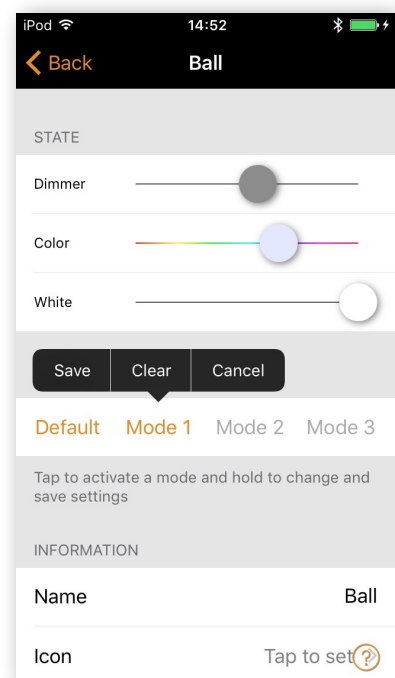 iPod 14:52
Back Ball
STATE
Dimmer
Color
White
Save Clear Cancel
Default Mode 1 Mode 2 Mode 3
Tap to activate a mode and hold to change and
save settings
INFORMATION
Name Ball
Icon Tap to set ?